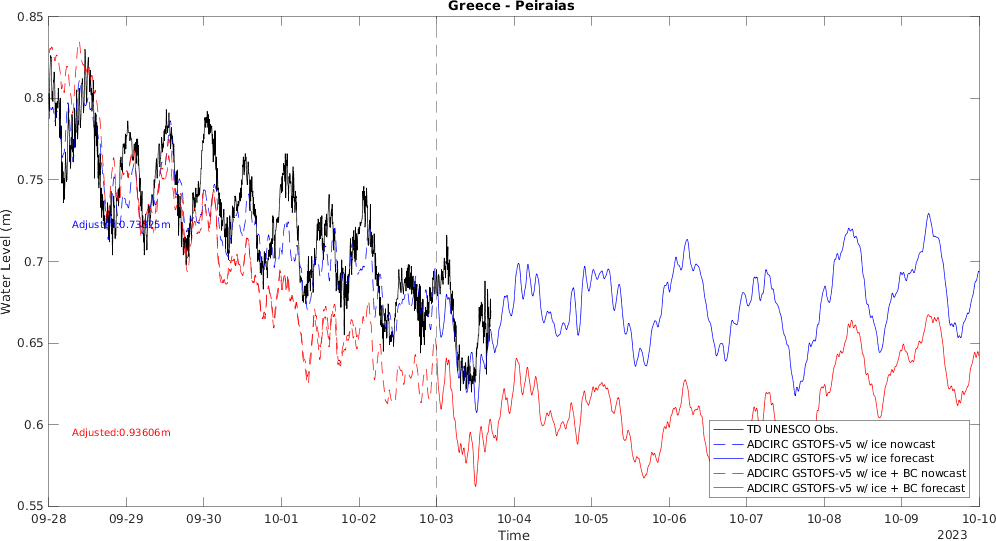 Greece - Peiraias
Water Level (m)
0.85
0.8
0.75
0.7
0.65
0.6
0.55
Adjusted:0.93606m
TD UNESCO Obs.
ADCIRC GSTOFS-v5 w/ ice nowcast
ADCIRC GSTOFS-v5 w/ ice forecast
ADCIRC GSTOFS-v5 w/ ice + BC nowcast
ADCIRC GSTOFS-v5 w/ ice + BC forecast
09-28 09-29 09-30 10-01 10-02 10-03 10-04 10-05 10-06 10-07 10-08 10-09 10-10
Time
2023